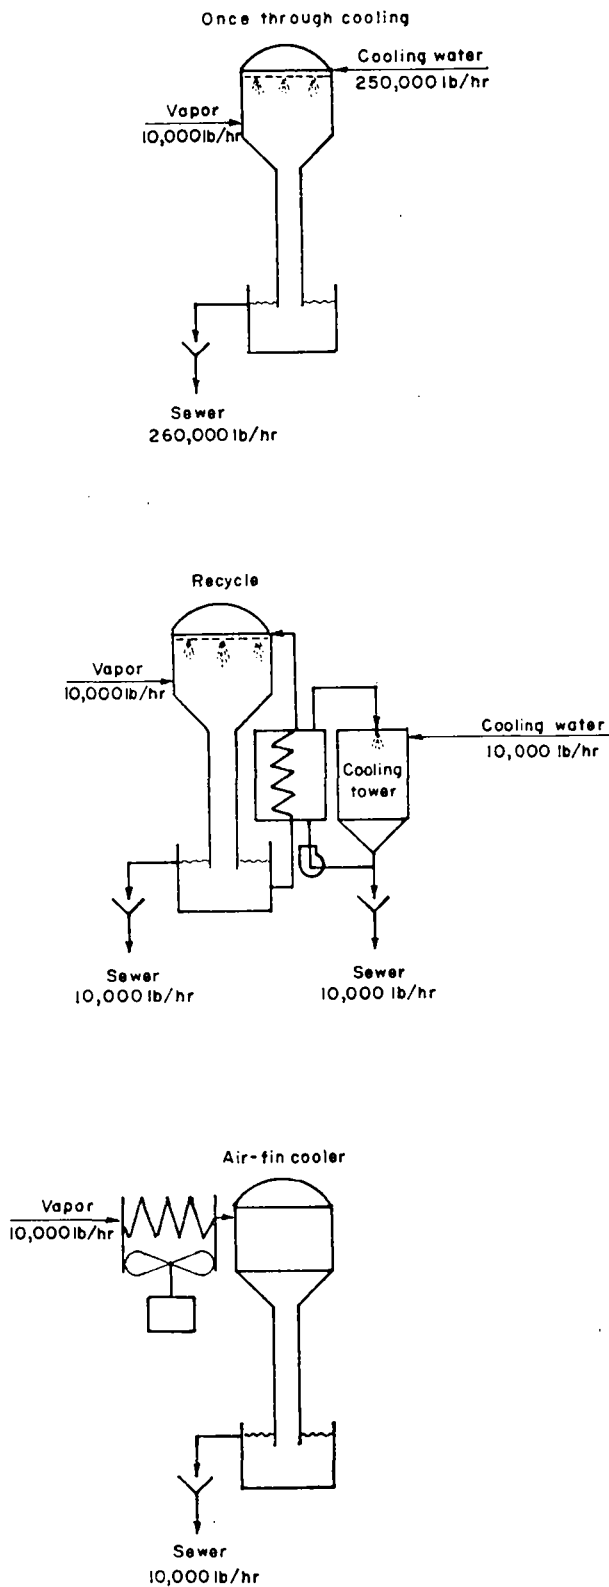 Once through cooling
Cooling water
250,000 lb/hr
Vapor
10,000 lb/hr
Sewer
260,000 lb/hr
Recycle
Vapor
10,000 lb/hr
Cooling water
10,000 lb/hr
Cooling
tower
Sewer
10,000 lb/hr
Sewer
10,000 lb/hr
Air-fin cooler
Vapor
10,000 lb/hr
Sewer
10,000 lb/hr